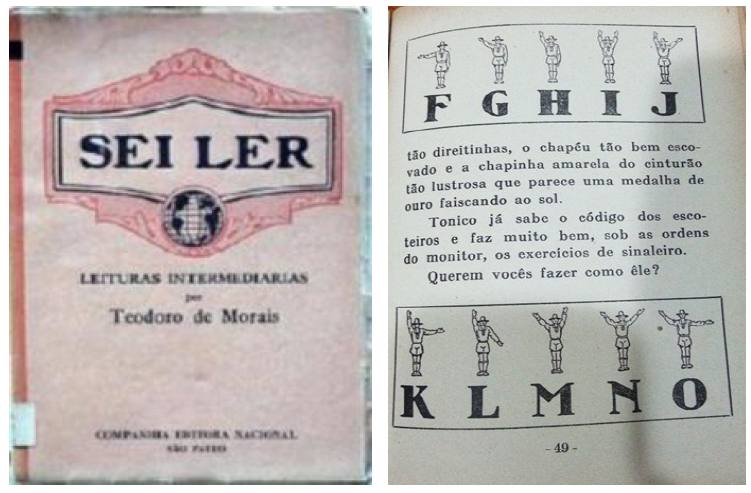 SEI LER
LEITURAS INTERMEDIARIAS
por
Teodoro de Morais
COMPANHIA EDITORA NACIONAL
SÃO PAULO
F G H I J
tão direitinhas, o chapéu tão bem esco-
vado e a chapinha amarela do cinturão
tão lustrosa que parece uma medalha de
ouro faiscando ao sol.
Tonico já sabe o código dos esco-
teiros e faz muito bem, sob as ordens
do monitor, os exercícios de sinaleiro.
Querem vocês fazer como êle?
K L M N O
- 49 -